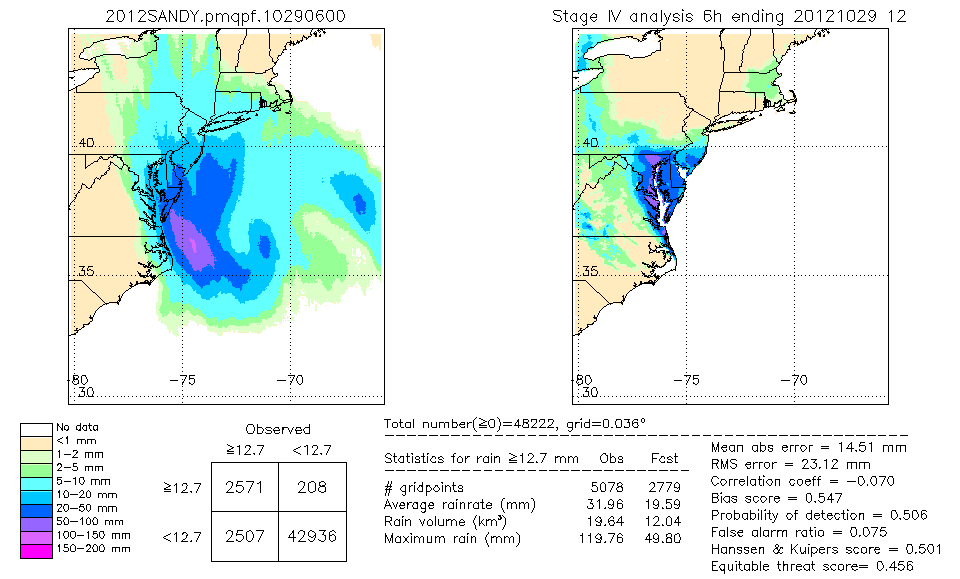 2012SANDY.pmqpf.10290600
Stage IV analysis 6h ending 20121029 12
40
35
-80
-75
-70
30
40
35
-80
-75
-70
30
No data
<1 mm
1-2 mm
2-5 mm
5-10 mm
10-20 mm
20-50 mm
50-100 mm
100-150 mm
150-200 mm
Observed
≧12.7 <12.7
≧12.7 2571 208
<12.7 2507 42936
Total number(≧0)=48222, grid=0.036°
Statistics for rain ≧12.7 mm Obs Fcst
# gridpoints 5078 2779
Average rainrate (mm) 31.96 19.59
Rain volume (km³) 19.64 12.04
Maximum rain (mm) 119.76 49.80
Mean abs error = 14.51 mm
RMS error = 23.12 mm
Correlation coeff = -0.070
Bias score = 0.547
Probability of detection = 0.506
False alarm ratio = 0.075
Hanssen & Kuipers score = 0.501
Equitable threat score= 0.456